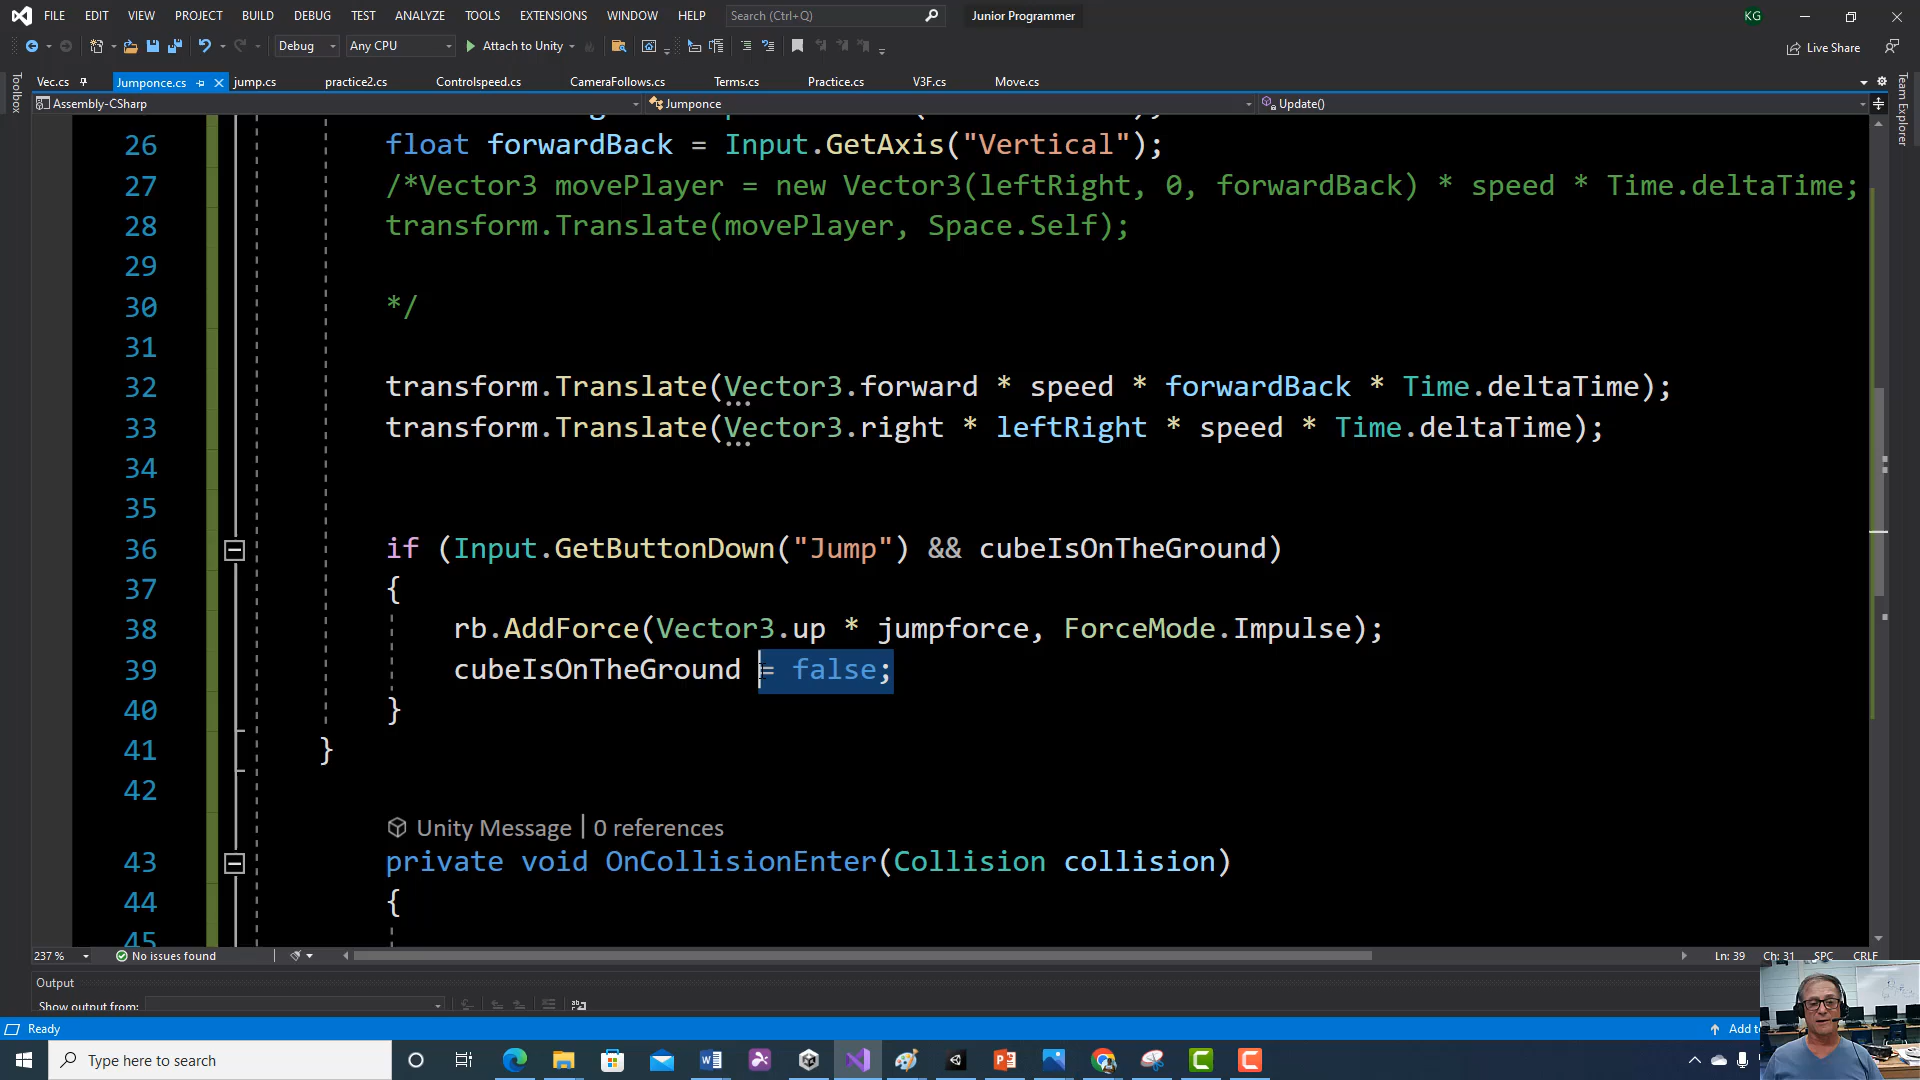 FILE EDIT VIEW PROJECT BUILD DEBUG TEST ANALYZE TOOLS EXTENSIONS WINDOW HELP Search (Ctrl+Q) Junior Programmer KG
Debug Any CPU Attach to Unity Live Share
Vec.cs Jumponce.cs jump.cs practice2.cs Controlspeed.cs CameraFollows.cs Terms.cs Practice.cs V3F.cs Move.cs
Toolbox
Team Explorer
Assembly-CSharp Jumponce Update()
26 float forwardBack = Input.GetAxis("Vertical");
27 /*Vector3 movePlayer = new Vector3(leftRight, 0, forwardBack) * speed * Time.deltaTime;
28 transform.Translate(movePlayer, Space.Self);
29
30 */
31
32 transform.Translate(Vector3.forward * speed * forwardBack * Time.deltaTime);
33 transform.Translate(Vector3.right * leftRight * speed * Time.deltaTime);
34
35
36 if (Input.GetButtonDown("Jump") && cubeIsOnTheGround)
37 {
38 rb.AddForce(Vector3.up * jumpforce, ForceMode.Impulse);
39 cubeIsOnTheGround = false;
40 }
41 }
42
Unity Message | 0 references
43 private void OnCollisionEnter(Collision collision)
44 {
45
237 % No issues found Ln: 39 Ch: 31 SPC CRLF
Output
Show output from:
Ready Add to
Type here to search